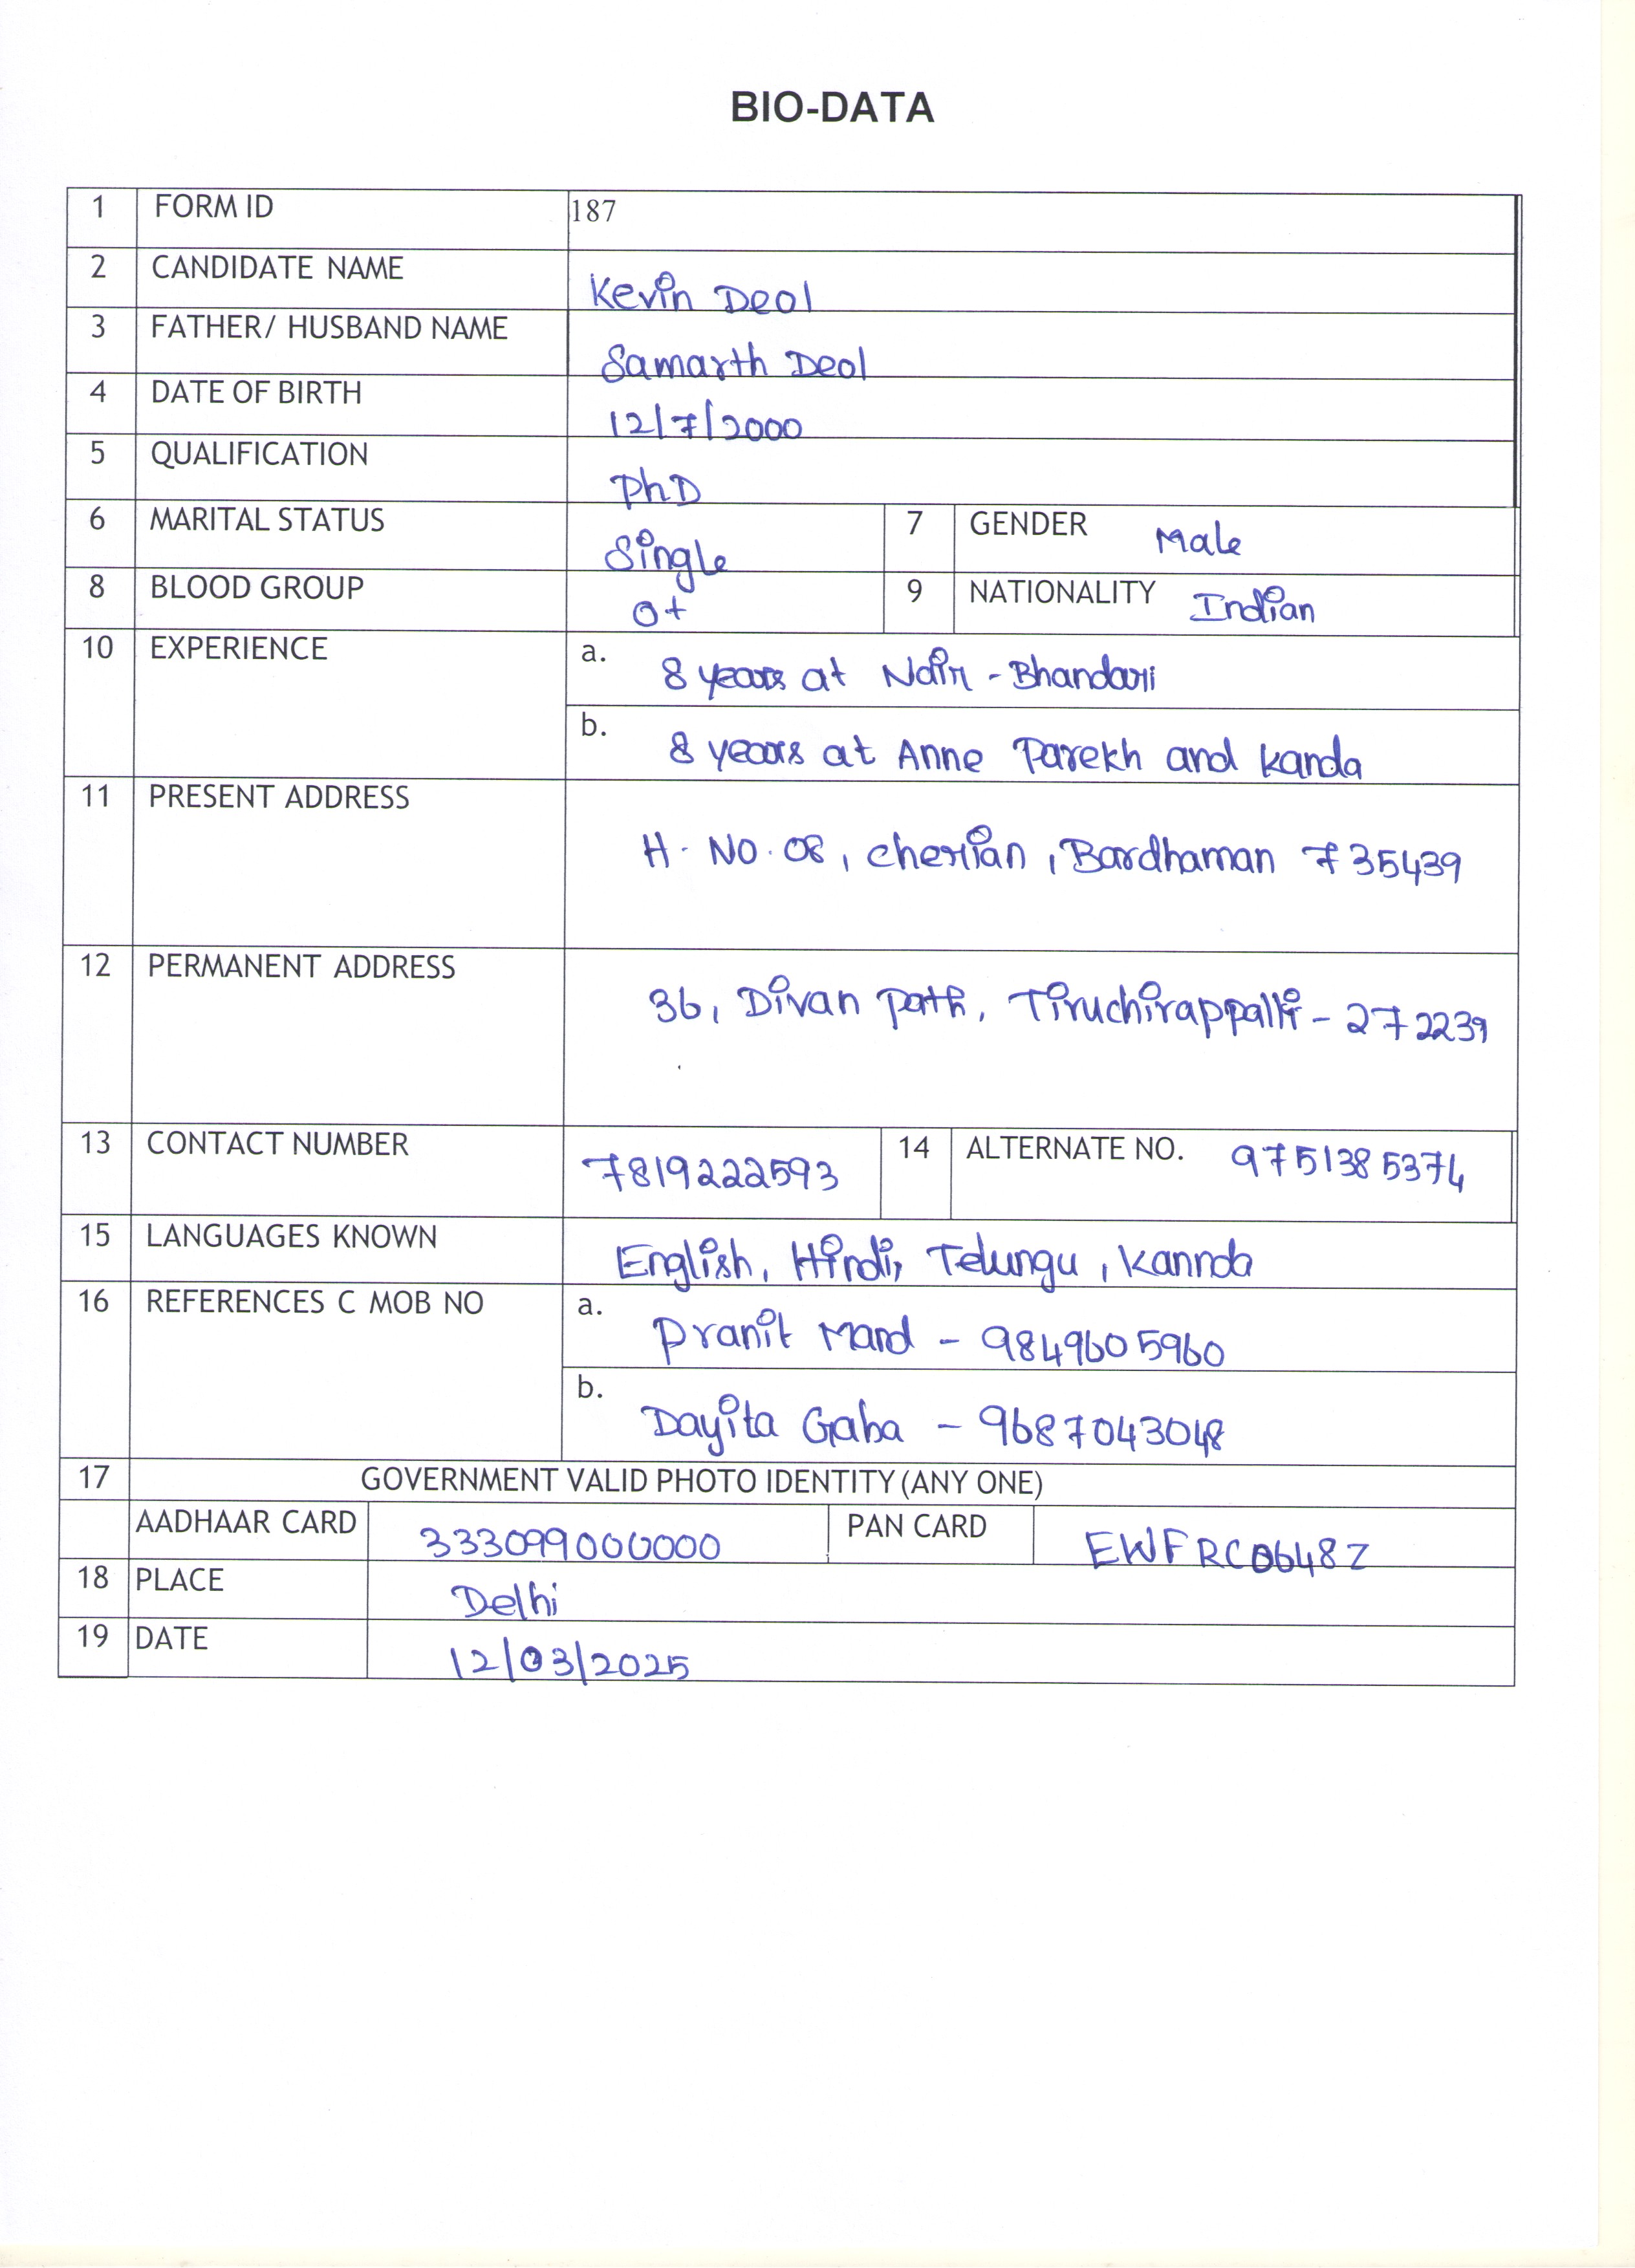 BIO-DATA
1 FORM ID 187
2 CANDIDATE NAME Kevin Deol
3 FATHER/ HUSBAND NAME Samarth Deol
4 DATE OF BIRTH 12/7/2000
5 QUALIFICATION PhD
6 MARITAL STATUS Single 7 GENDER Male
8 BLOOD GROUP O+ 9 NATIONALITY Indian
10 EXPERIENCE a. 8 years at Nair - Bhandari
b. 8 years at Anne Parekh and Kanda
11 PRESENT ADDRESS
H. No. 08, cherian, Bardhaman 735439
12 PERMANENT ADDRESS
36, Divan Path, Tiruchirappalli - 272239
13 CONTACT NUMBER 7819222593 14 ALTERNATE NO. 9751385374
15 LANGUAGES KNOWN English, Hindi, Telungu, Kannda
16 REFERENCES C MOB NO a. Pranit Mand - 9849605960
b. Dayita Gaba - 9687043048
17 GOVERNMENT VALID PHOTO IDENTITY (ANY ONE)
AADHAAR CARD 333099000000 PAN CARD EWFRC0648Z
18 PLACE Delhi
19 DATE 12/03/2025